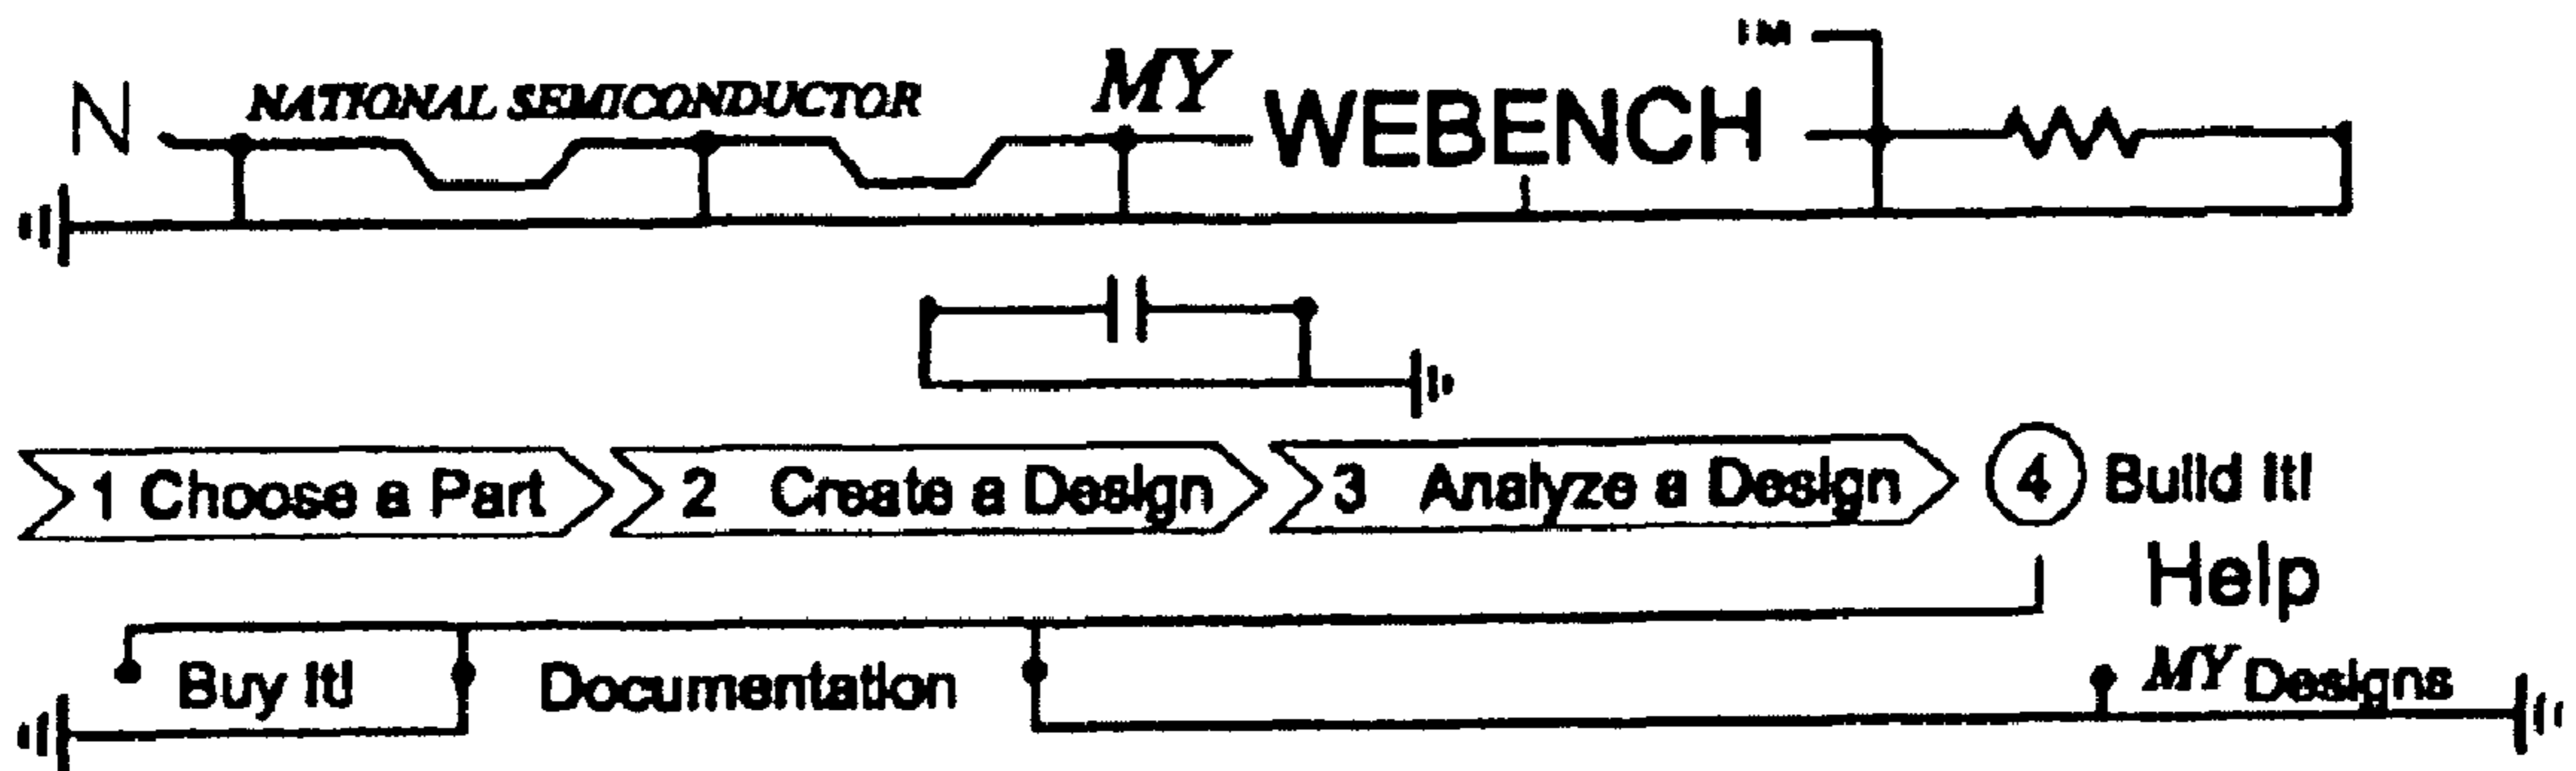 TM
N NATIONAL SEMICONDUCTOR MY WEBENCH
1 Choose a Part 2 Create a Design 3 Analyze a Design 4 Build It!
Help
Buy It! Documentation MY Designs